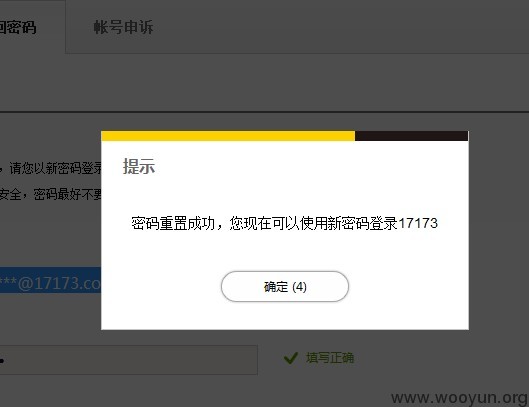 回密码 帐号申诉
，请您以新密码登录
安全，密码最好不要
提示
密码重置成功，您现在可以使用新密码登录17173
***@17173.co
确定 (4)
填写正确
www.wooyun.org